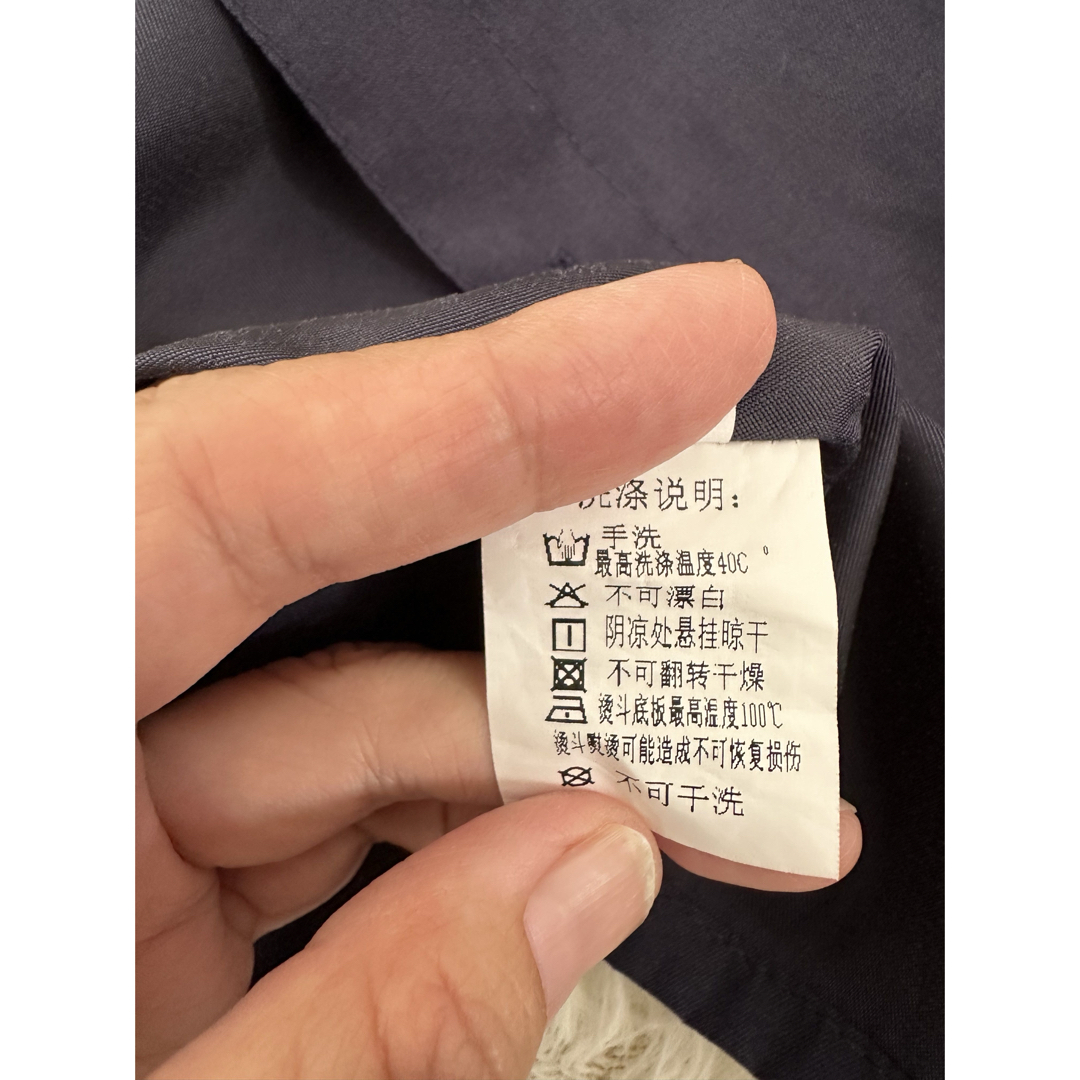 洗涤说明：
手洗
最高洗涤温度40C°
不可漂白
阴凉处悬挂晾干
不可翻转干燥
烫斗底板最高温度100℃
烫斗熨烫可能造成不可恢复损伤
不可干洗